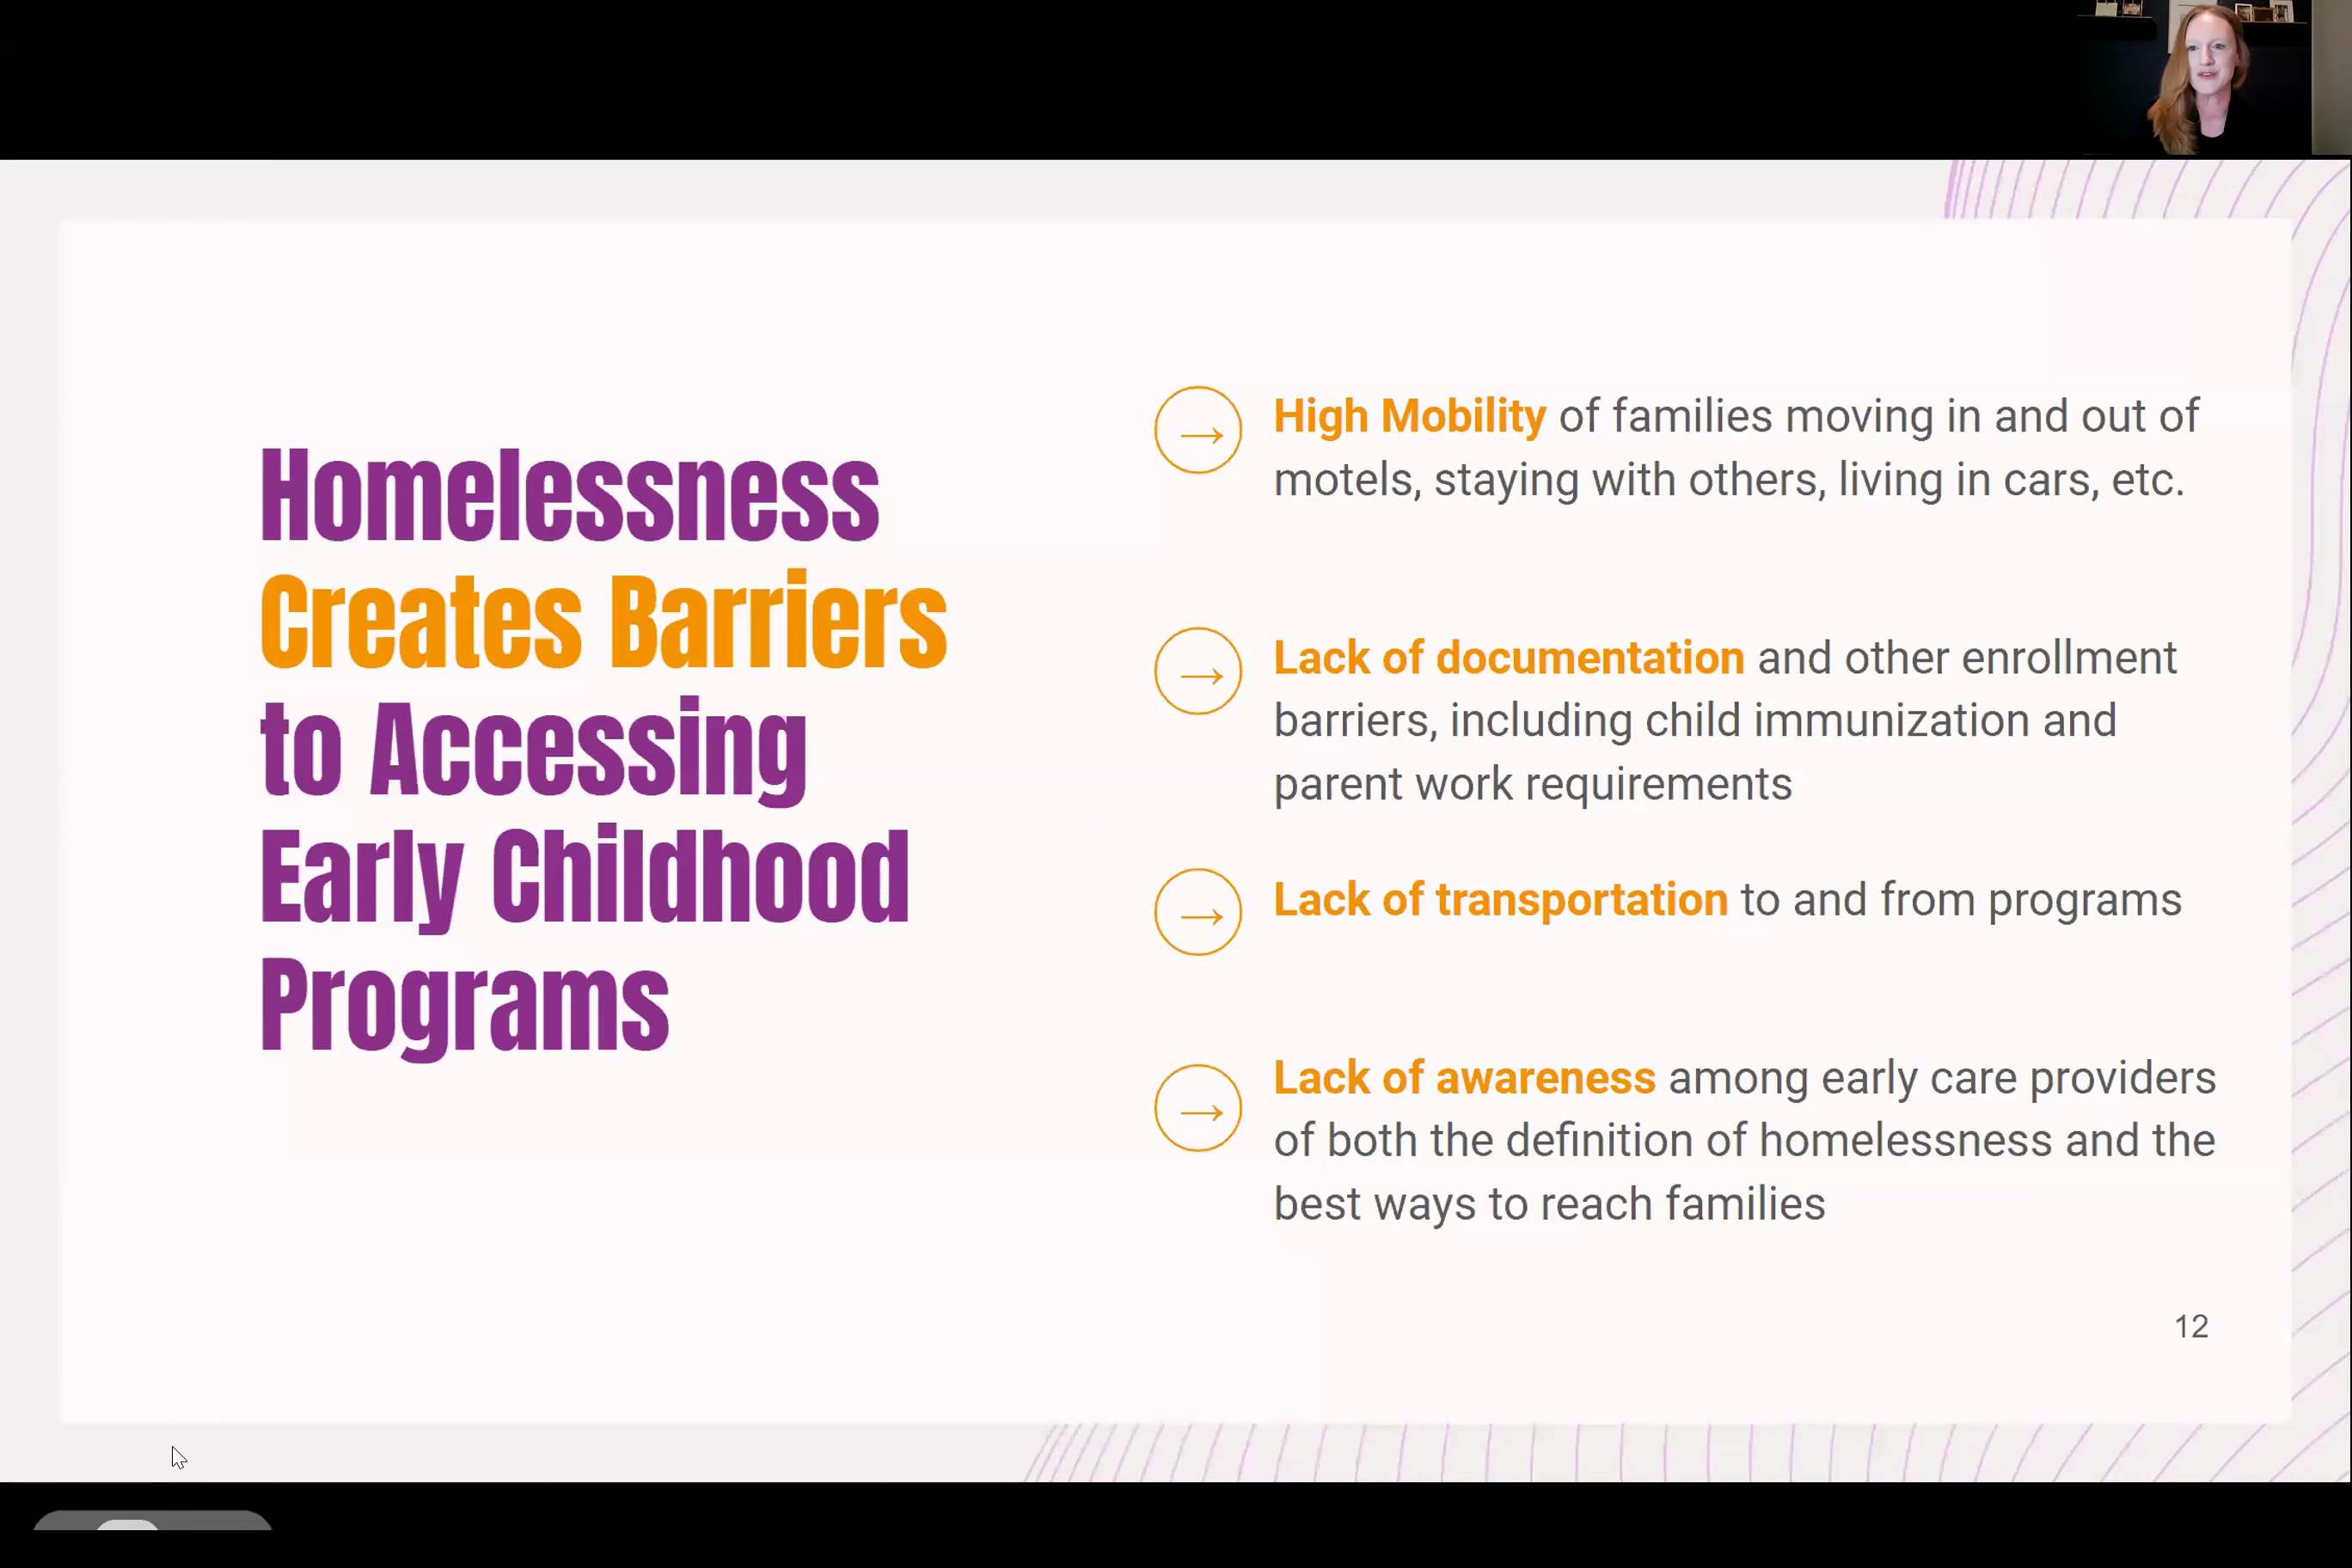 Homelessness
Creates Barriers
to Accessing
Early Childhood
Programs
High Mobility of families moving in and out of
motels, staying with others, living in cars, etc.
Lack of documentation and other enrollment
barriers, including child immunization and
parent work requirements
Lack of transportation to and from programs
Lack of awareness among early care providers
of both the definition of homelessness and the
best ways to reach families
12